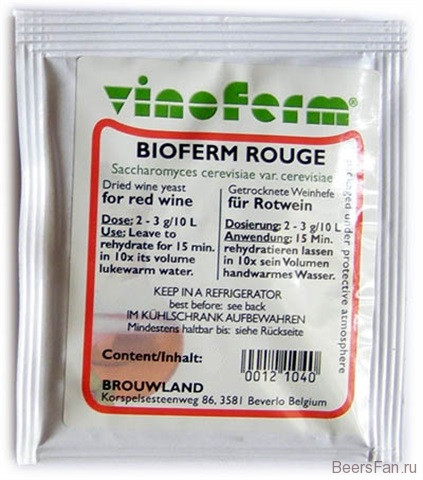 vinoferm®
BIOFERM ROUGE
Saccharomyces cerevisiae var. cerevisiae
Dried wine yeast
for red wine
Dose: 2 - 3 g/10 L
Use: Leave to
rehydrate for 15 min.
in 10x its volume
lukewarm water.
Getrocknete Weinhefe
für Rotwein
Dosierung: 2 - 3 g/10 L
Anwendung: 15 Min.
rehydratieren lassen
in 10x sein Volumen
handwarmes Wasser.
KEEP IN A REFRIGERATOR
best before: see back
IM KÜHLSCHRANK AUFBEWAHREN
Mindestens haltbar bis: siehe Rückseite
Content/Inhalt:
0012 1040
BROUWLAND
Korspelsesteenweg 86, 3581 Beverlo Belgium
packaged under protective atmosphere
BeersFan.ru